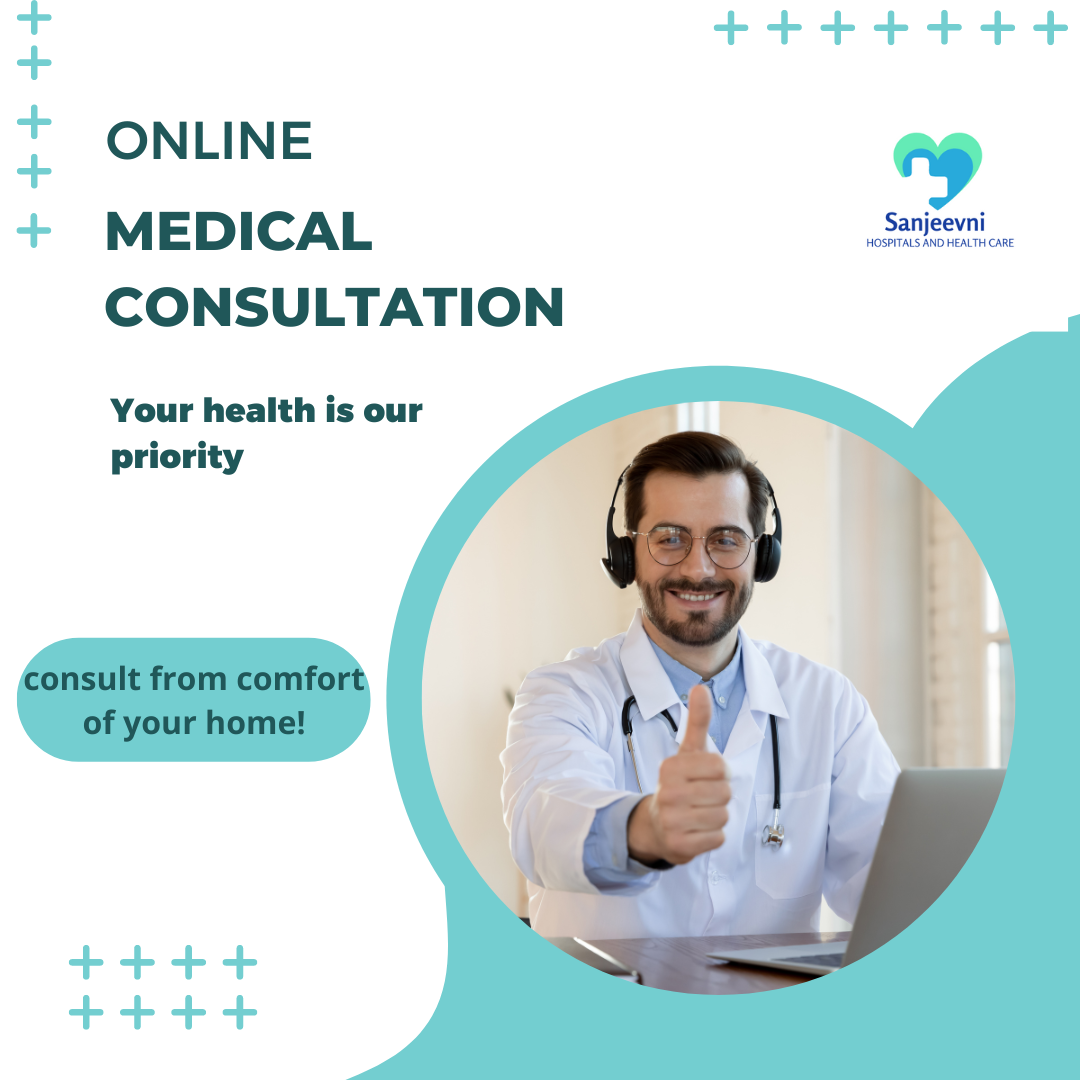 ONLINE
MEDICAL
CONSULTATION
Sanjeevni
HOSPITALS AND HEALTH CARE
Your health is our
priority
consult from comfort
of your home!